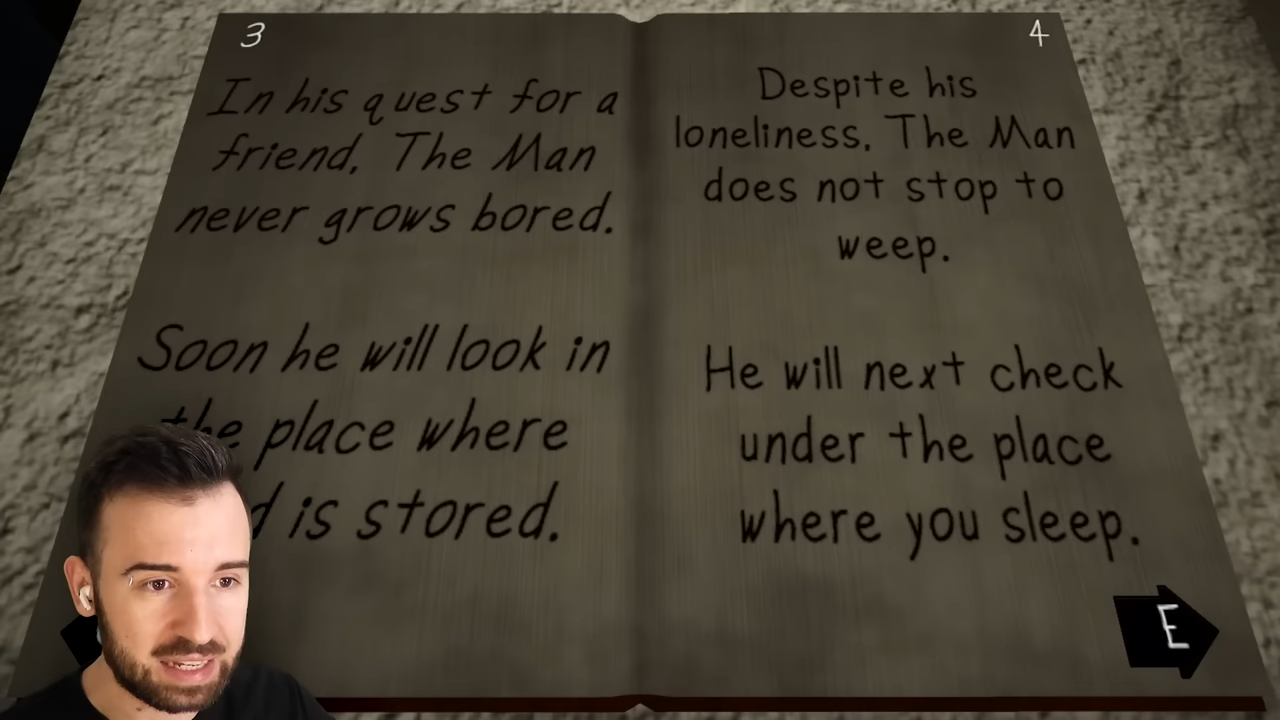 3
In his quest for a
friend, The Man
never grows bored.
Soon he will look in
the place where
is stored.
4
Despite his
loneliness, The Man
does not stop to
weep.
He will next check
under the place
where you sleep.
E